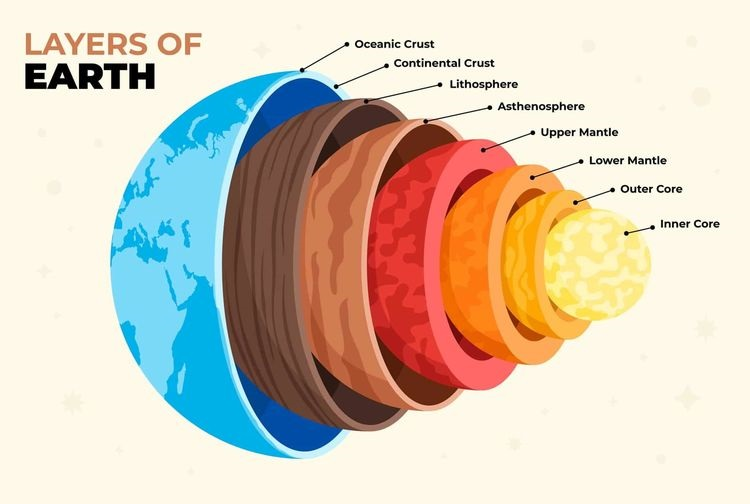 LAYERS OF
EARTH
Oceanic Crust
Continental Crust
Lithosphere
Asthenosphere
Upper Mantle
Lower Mantle
Outer Core
Inner Core